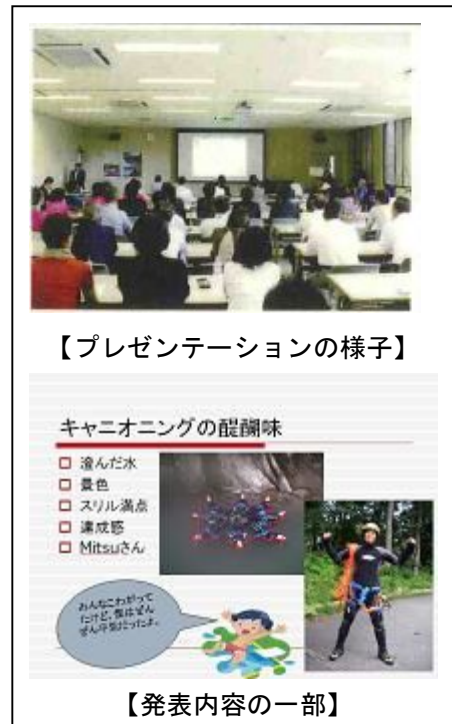 【プレゼンテーションの様子】
キャニオニングの醍醐味
澄んだ水
景色
スリル満点
達成感
Mitsuさん
みんなこわがって
たけど、僕はぜん
ぜん平気だったよ。
【発表内容の一部】